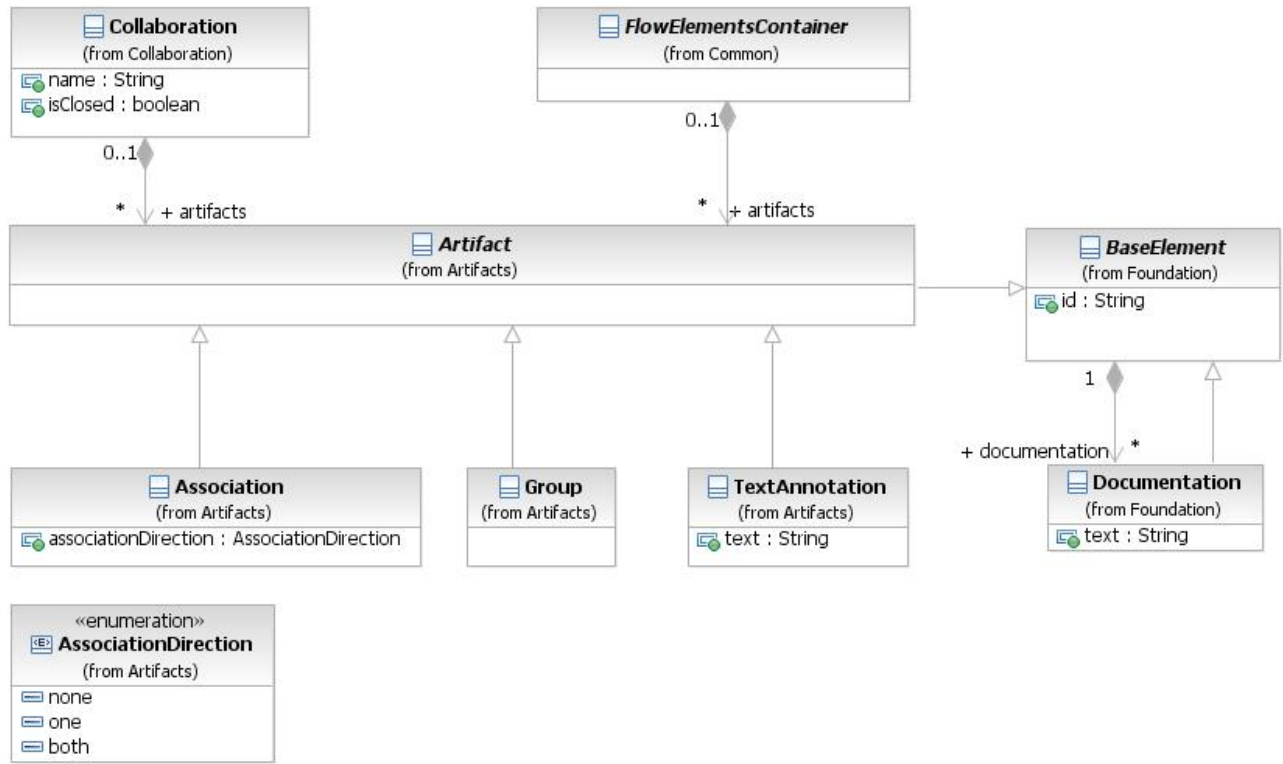 Collaboration
(from Collaboration)
name : String
isClosed : boolean
0..1
* + artifacts
FlowElementsContainer
(from Common)
0..1
* + artifacts
Artifact
(from Artifacts)
BaseElement
(from Foundation)
id : String
1
+ documentation *
Association
(from Artifacts)
associationDirection : AssociationDirection
Group
(from Artifacts)
TextAnnotation
(from Artifacts)
text : String
Documentation
(from Foundation)
text : String
«enumeration»
<E> AssociationDirection
(from Artifacts)
none
one
both